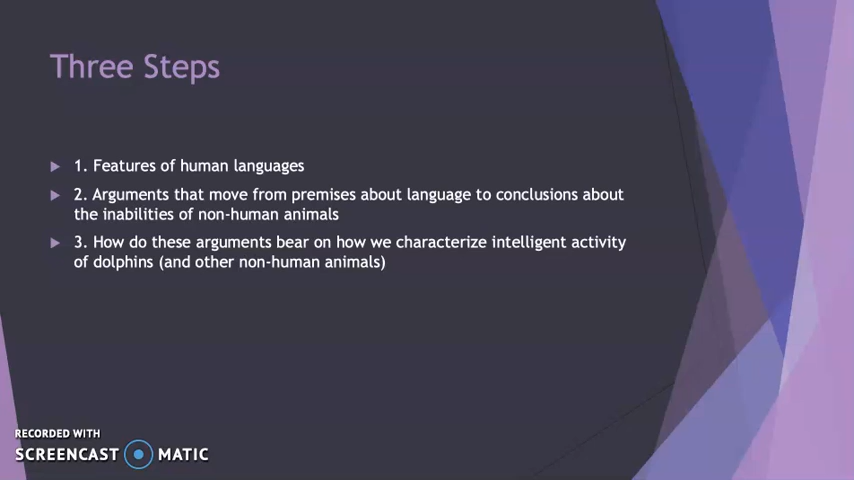 Three Steps
1. Features of human languages
2. Arguments that move from premises about language to conclusions about
the inabilities of non-human animals
3. How do these arguments bear on how we characterize intelligent activity
of dolphins (and other non-human animals)
RECORDED WITH
SCREENCAST MATIC